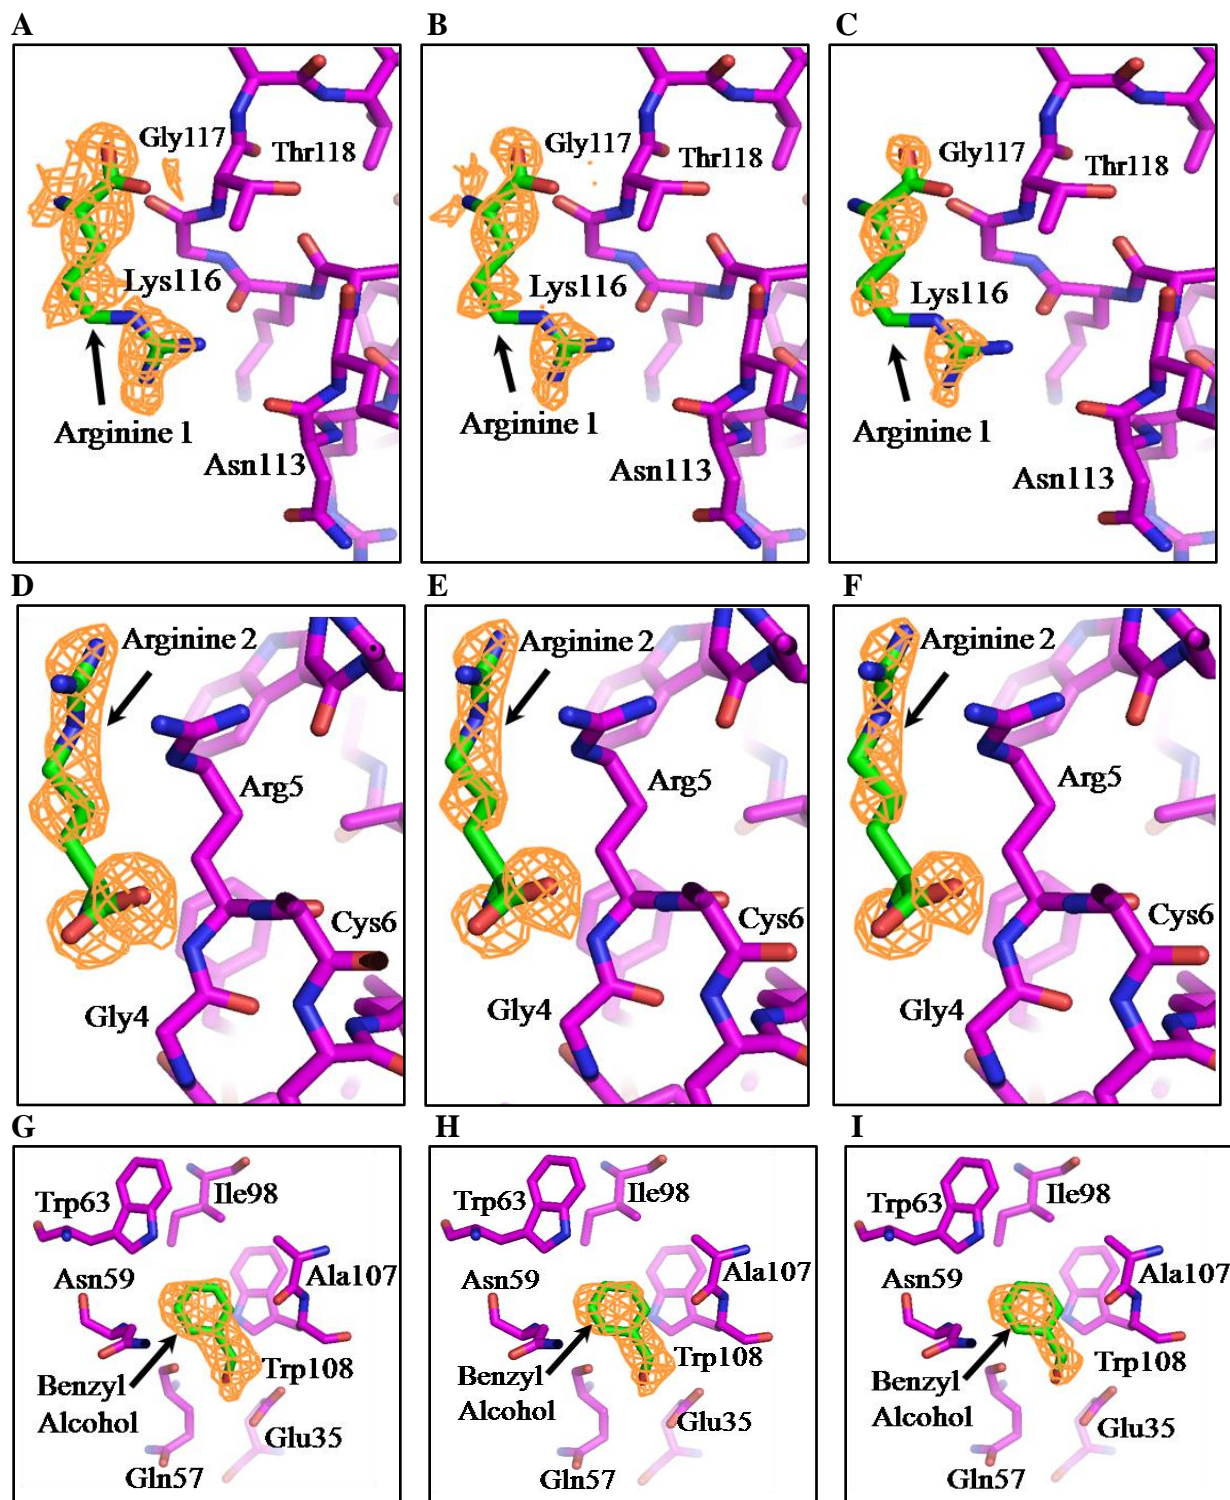 A B C
Gly117
Thr118
Lys116
Arginine 1
Asn113
Gly117
Thr118
Lys116
Arginine 1
Asn113
Gly117
Thr118
Lys116
Arginine 1
Asn113
D E F
Arginine 2
Arg5
Cys6
Gly4
Arginine 2
Arg5
Cys6
Gly4
Arginine 2
Arg5
Cys6
Gly4
G H I
Trp63
Ile98
Asn59
Ala107
Trp108
Benzyl
Alcohol
Glu35
Gln57
Trp63
Ile98
Asn59
Ala107
Trp108
Benzyl
Alcohol
Glu35
Gln57
Trp63
Ile98
Asn59
Ala107
Trp108
Benzyl
Alcohol
Glu35
Gln57